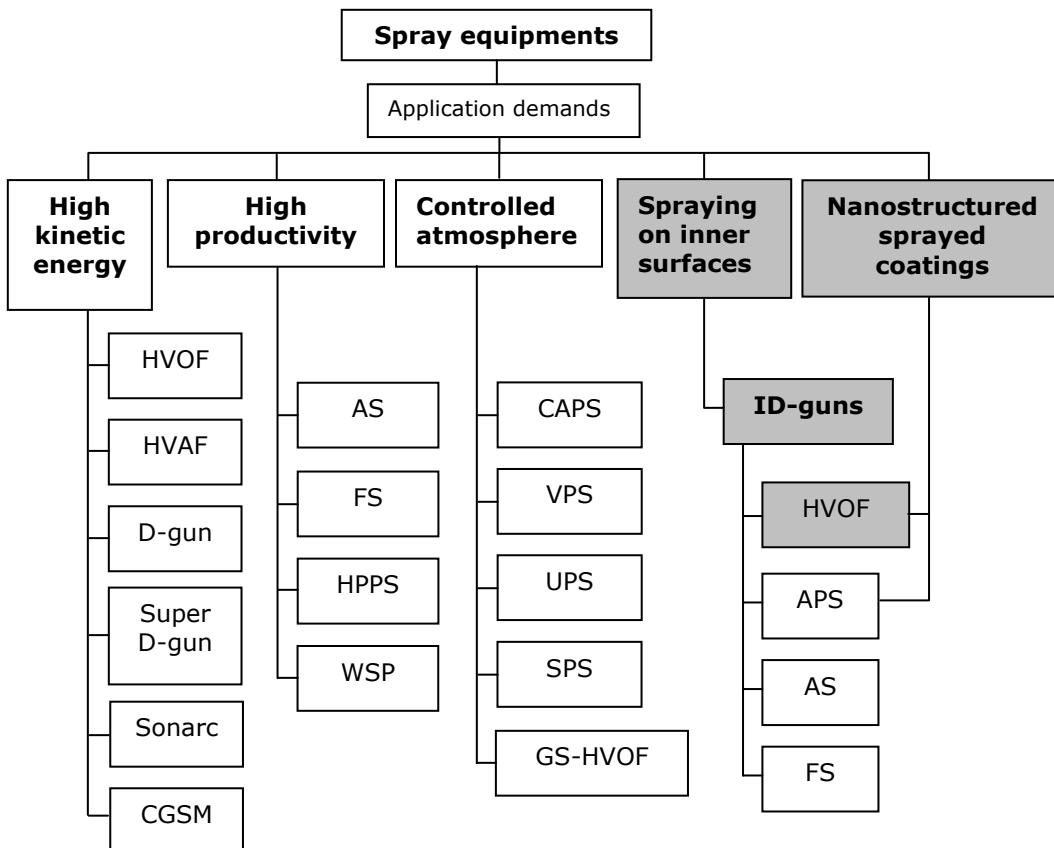 Spray equipments
Application demands
High
kinetic
energy
High
productivity
Controlled
atmosphere
Spraying
on inner
surfaces
Nanostructured
sprayed
coatings
HVOF
HVAF
D-gun
Super
D-gun
Sonarc
CGSM
AS
FS
HPPS
WSP
CAPS
VPS
UPS
SPS
GS-HVOF
ID-guns
HVOF
APS
AS
FS